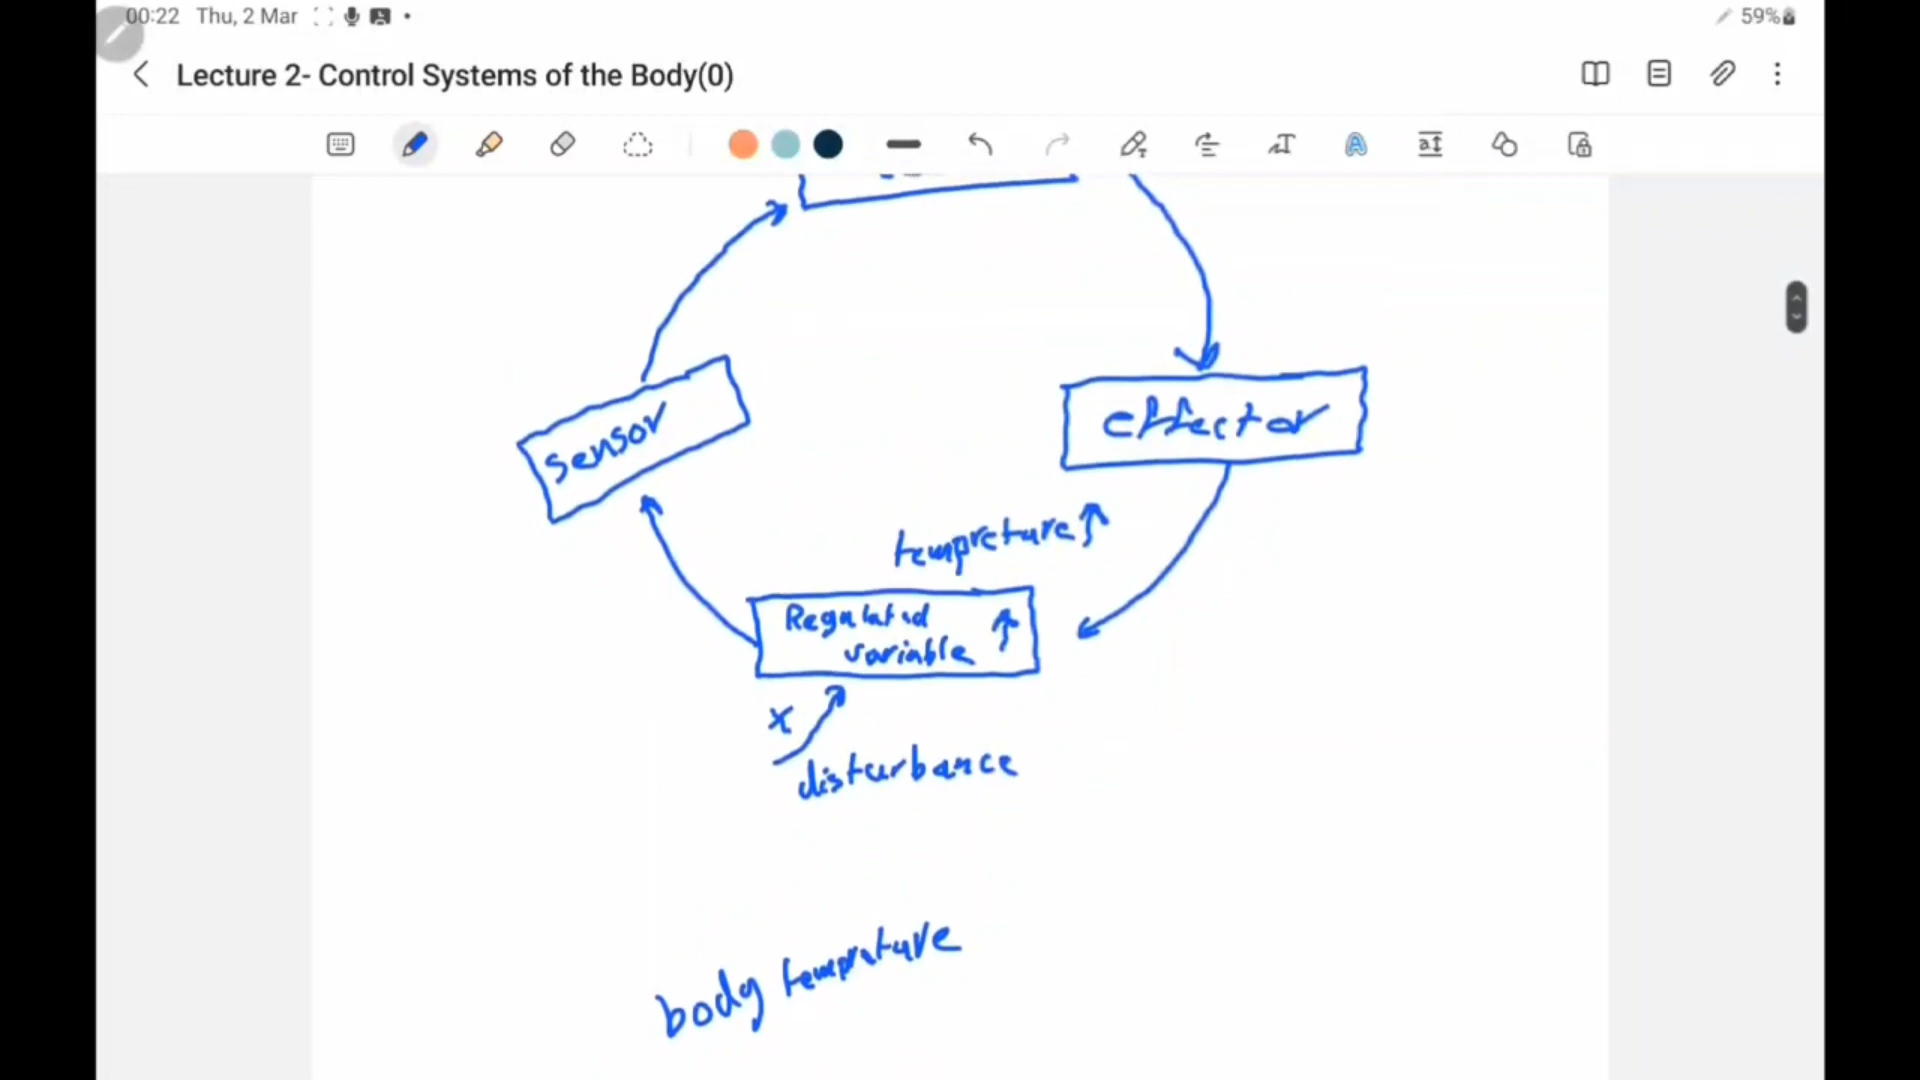 00:22 Thu, 2 Mar
59%
Lecture 2- Control Systems of the Body(0)
sensor
effector
tempreture↑
Regulated ↑
variable
x
disturbance
body temprature